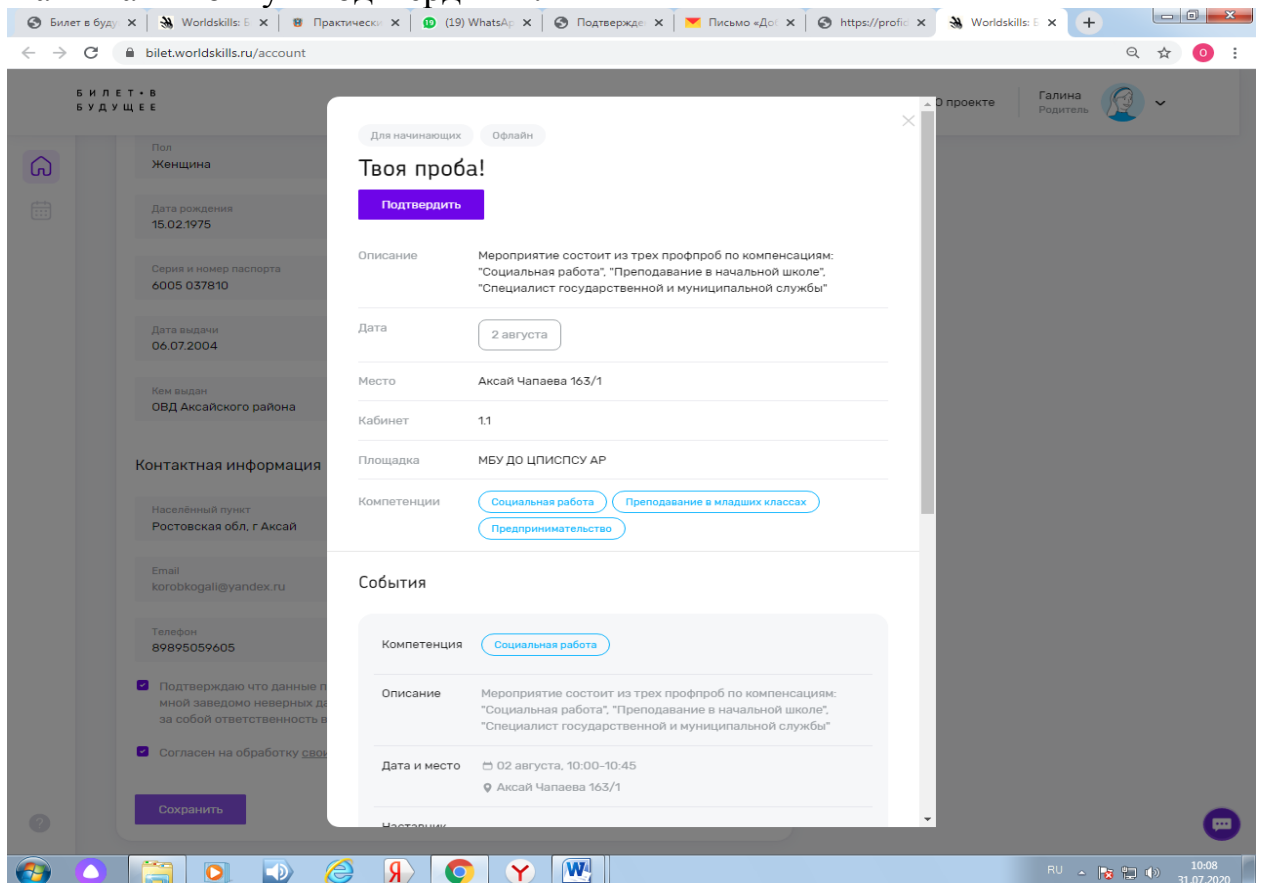 Билет в буду
Worldskills: Б
Практически
(19) WhatsAp
Подтвержде
Письмо «До
https://profic
Worldskills: Б
bilet.worldskills.ru/account
О
БИЛЕТ • В
БУДУЩЕЕ
О проекте
Галина
Родитель
Пол
Женщина
Дата рождения
15.02.1975
Серия и номер паспорта
6005 037810
Дата выдачи
06.07.2004
Кем выдан
ОВД Аксайского района
Контактная информация
Населённый пункт
Ростовская обл, г Аксай
Email
korobkogali@yandex.ru
Телефон
89895059605
Подтверждаю что данные п
мной заведомо неверных да
за собой ответственность в
Согласен на обработку свои
Сохранить
Для начинающих Офлайн
Твоя проба!
Подтвердить
Описание Мероприятие состоит из трех профпроб по компенсациям:
"Социальная работа", "Преподавание в начальной школе",
"Специалист государственной и муниципальной службы"
Дата 2 августа
Место Аксай Чапаева 163/1
Кабинет 1.1
Площадка МБУ ДО ЦПИСПСУ АР
Компетенции Социальная работа Преподавание в младших классах
Предпринимательство
События
Компетенция Социальная работа
Описание Мероприятие состоит из трех профпроб по компенсациям:
"Социальная работа", "Преподавание в начальной школе",
"Специалист государственной и муниципальной службы"
Дата и место 02 августа, 10:00-10:45
Аксай Чапаева 163/1
Наставник
RU
10:08
31.07.2020